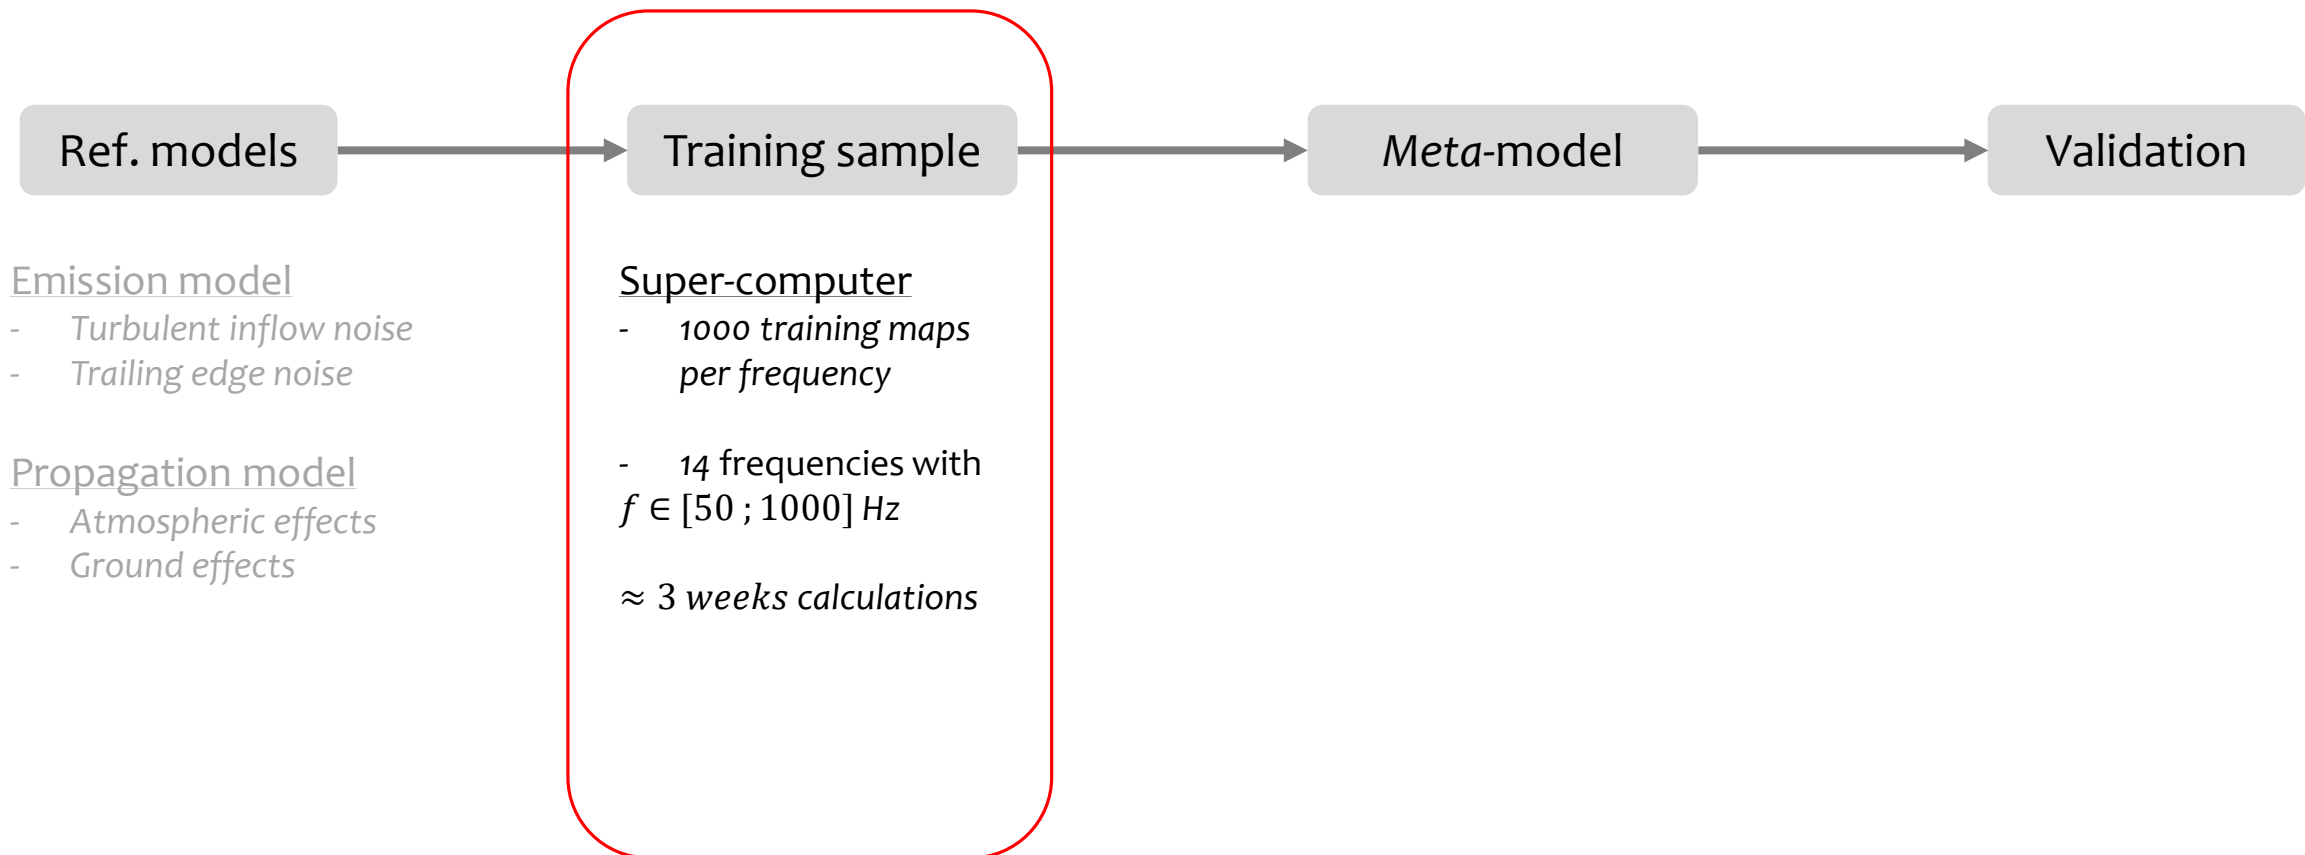 Ref. models
Training sample
Meta-model
Validation
Emission model
- Turbulent inflow noise
- Trailing edge noise
Propagation model
- Atmospheric effects
- Ground effects
Super-computer
- 1000 training maps
per frequency
- 14 frequencies with
f ∈ [50 ; 1000] Hz
≈ 3 weeks calculations